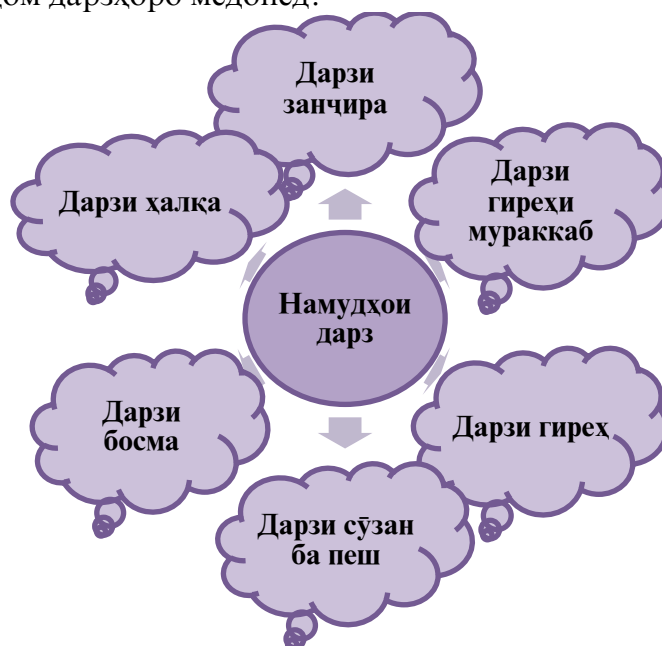 дарзҳоро медонед?
Дарзи
занҷира
Дарзи ҳалқа
Дарзи
гиреҳи
мураккаб
Намудҳои
дарз
Дарзи
босма
Дарзи гиреҳ
Дарзи сӯзан
ба пеш